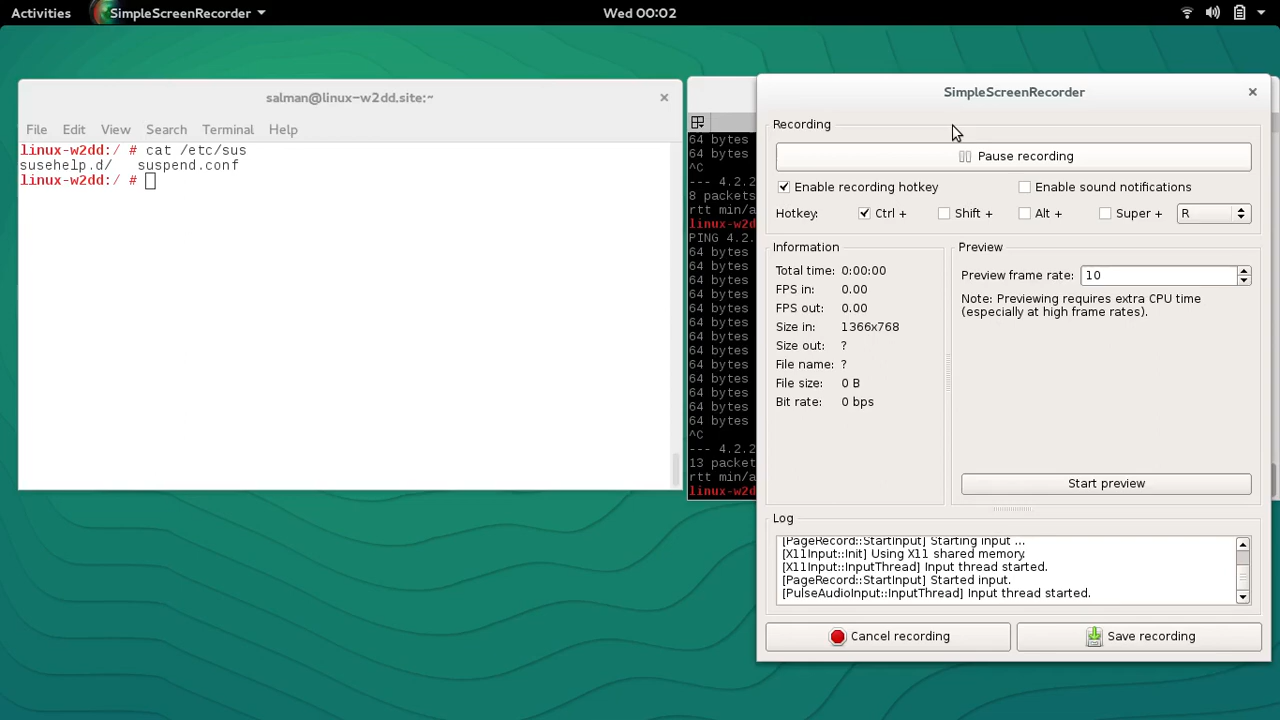 Activities SimpleScreenRecorder Wed 00:02
salman@linux-w2dd.site:~
File Edit View Search Terminal Help
linux-w2dd:/ # cat /etc/sus
susehelp.d/ suspend.conf
linux-w2dd:/ #
64 bytes
64 bytes
^C
--- 4.2.2
8 packets
rtt min/a
linux-w2d
PING 4.2.
64 bytes
64 bytes
64 bytes
64 bytes
64 bytes
64 bytes
64 bytes
64 bytes
64 bytes
64 bytes
64 bytes
64 bytes
64 bytes
^C
--- 4.2.2
13 packet
rtt min/a
linux-w2d
SimpleScreenRecorder
Recording
Pause recording
Enable recording hotkey Enable sound notifications
Hotkey: Ctrl + Shift + Alt + Super + R
Information
Total time: 0:00:00
FPS in: 0.00
FPS out: 0.00
Size in: 1366x768
Size out: ?
File name: ?
File size: 0 B
Bit rate: 0 bps
Preview
Preview frame rate: 10
Note: Previewing requires extra CPU time
(especially at high frame rates).
Start preview
Log
[PageRecord::StartInput] Starting input ...
[X11Input::Init] Using X11 shared memory.
[X11Input::InputThread] Input thread started.
[PageRecord::StartInput] Started input.
[PulseAudioInput::InputThread] Input thread started.
Cancel recording Save recording